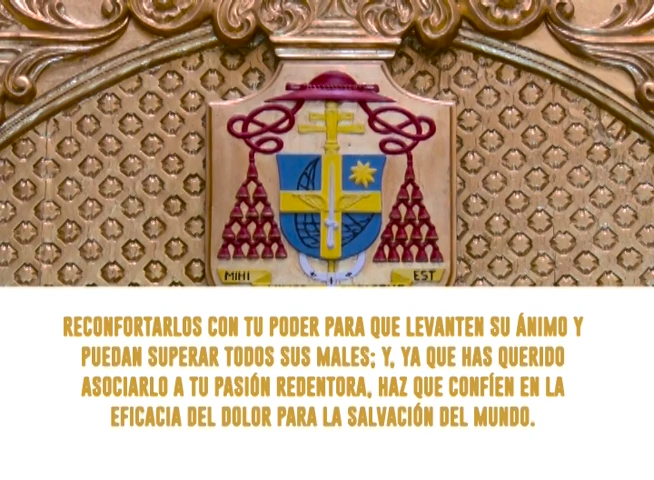 MIHI
EST
RECONFORTARLOS CON TU PODER PARA QUE LEVANTEN SU ÁNIMO Y
PUEDAN SUPERAR TODOS SUS MALES; Y, YA QUE HAS QUERIDO
ASOCIARLO A TU PASIÓN REDENTORA, HAZ QUE CONFÍEN EN LA
EFICACIA DEL DOLOR PARA LA SALVACIÓN DEL MUNDO.